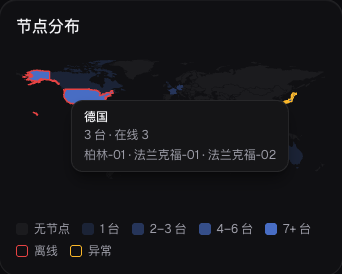 节点分布
德国
3 台 · 在线 3
柏林-01 · 法兰克福-01 · 法兰克福-02
无节点
1 台
2–3 台
4–6 台
7+ 台
离线
异常